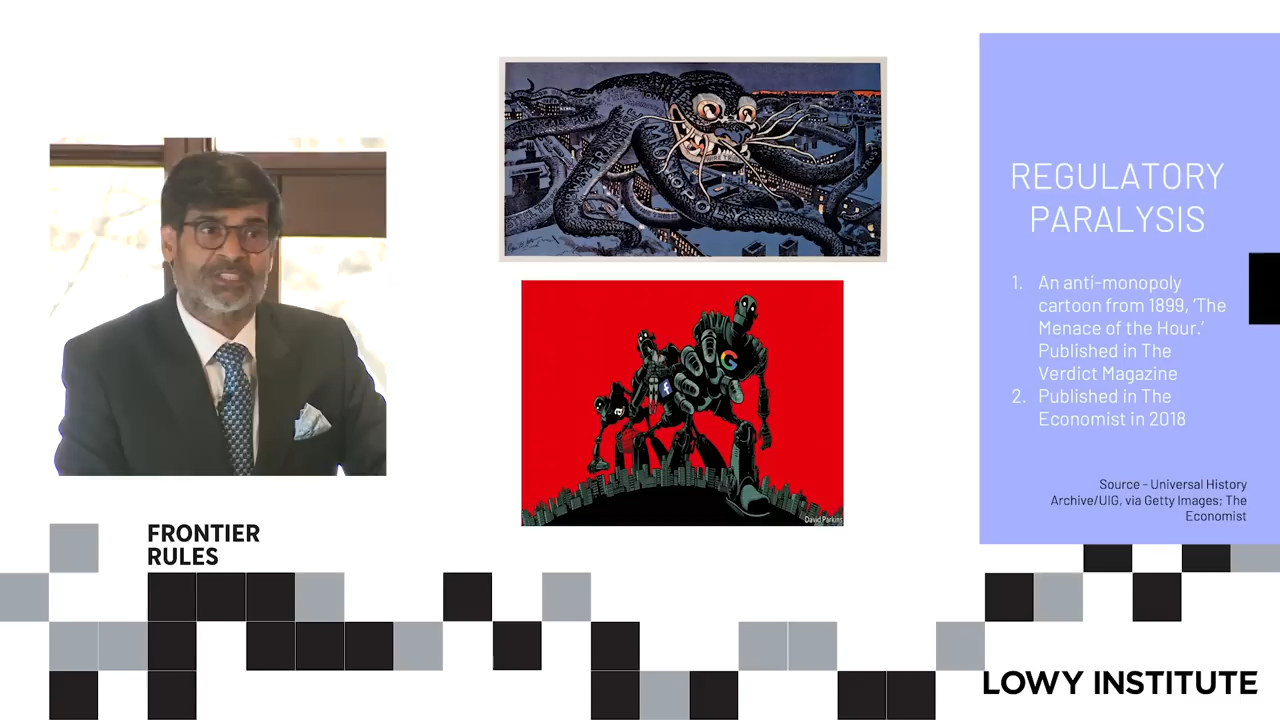 MONOPOLY
G
f
a
David Parkins
REGULATORY
PARALYSIS
1. An anti-monopoly
cartoon from 1899, ‘The
Menace of the Hour.’
Published in The
Verdict Magazine
2. Published in The
Economist in 2018
Source - Universal History
Archive/UIG, via Getty Images; The
Economist
FRONTIER
RULES
LOWY INSTITUTE